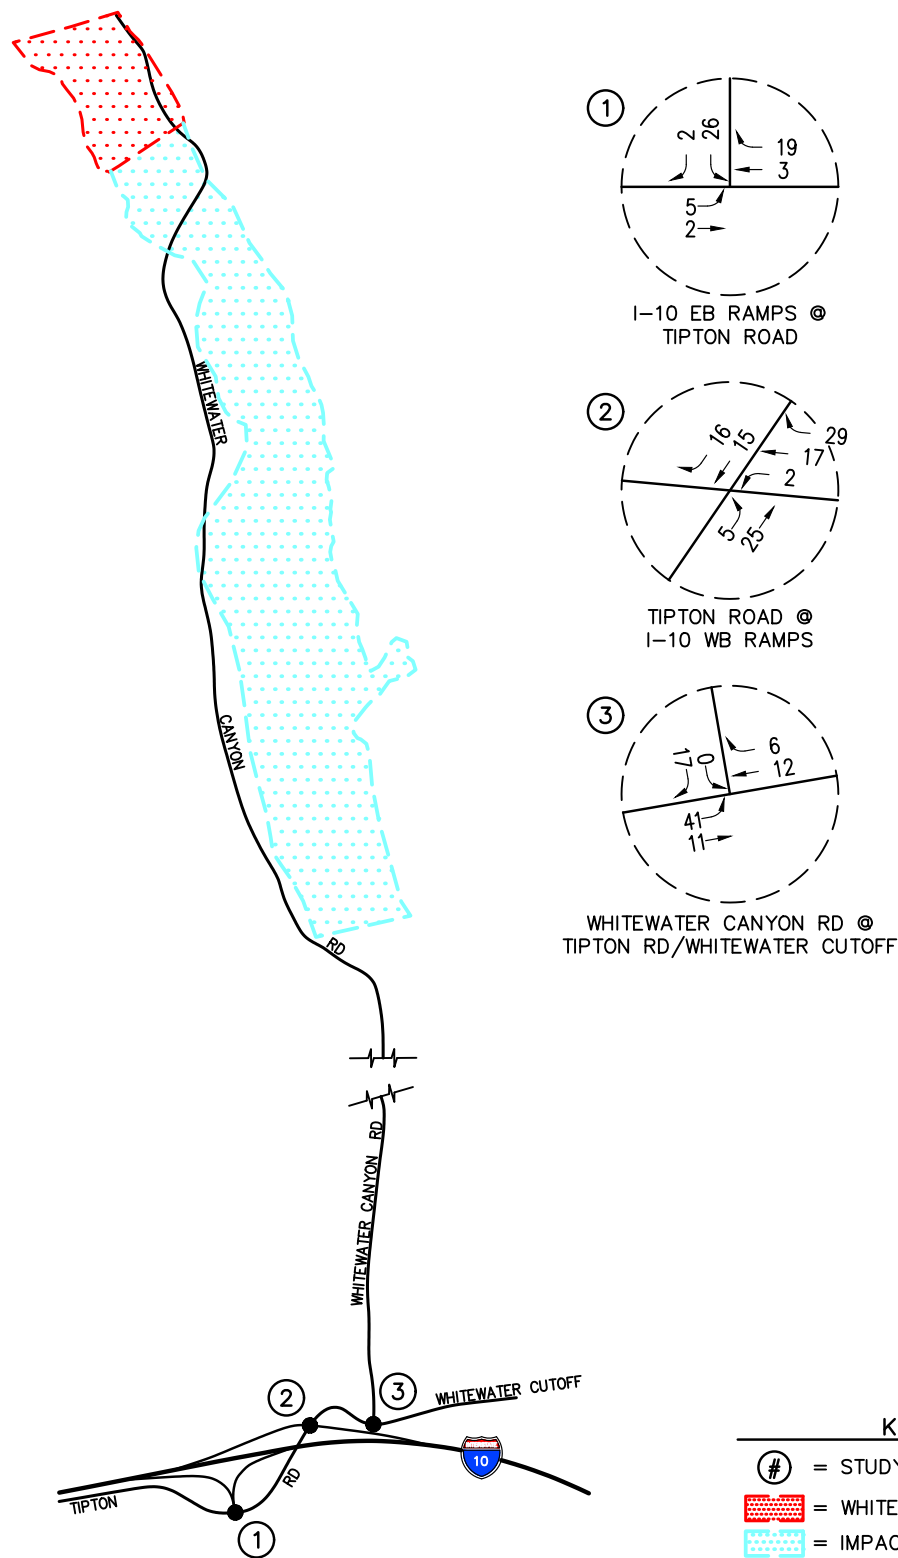 1
2
26
19
3
5
2
I-10 EB RAMPS @
TIPTON ROAD
2
16
15
29
17
2
5
25
TIPTON ROAD @
I-10 WB RAMPS
3
17
0
6
12
41
11
WHITEWATER CANYON RD @
TIPTON RD/WHITEWATER CUTOFF
WHITEWATER
CANYON
RD
WHITEWATER CANYON RD
2
3
WHITEWATER CUTOFF
10
TIPTON
RD
1
K
# = STUDY
= WHITE
= IMPAC